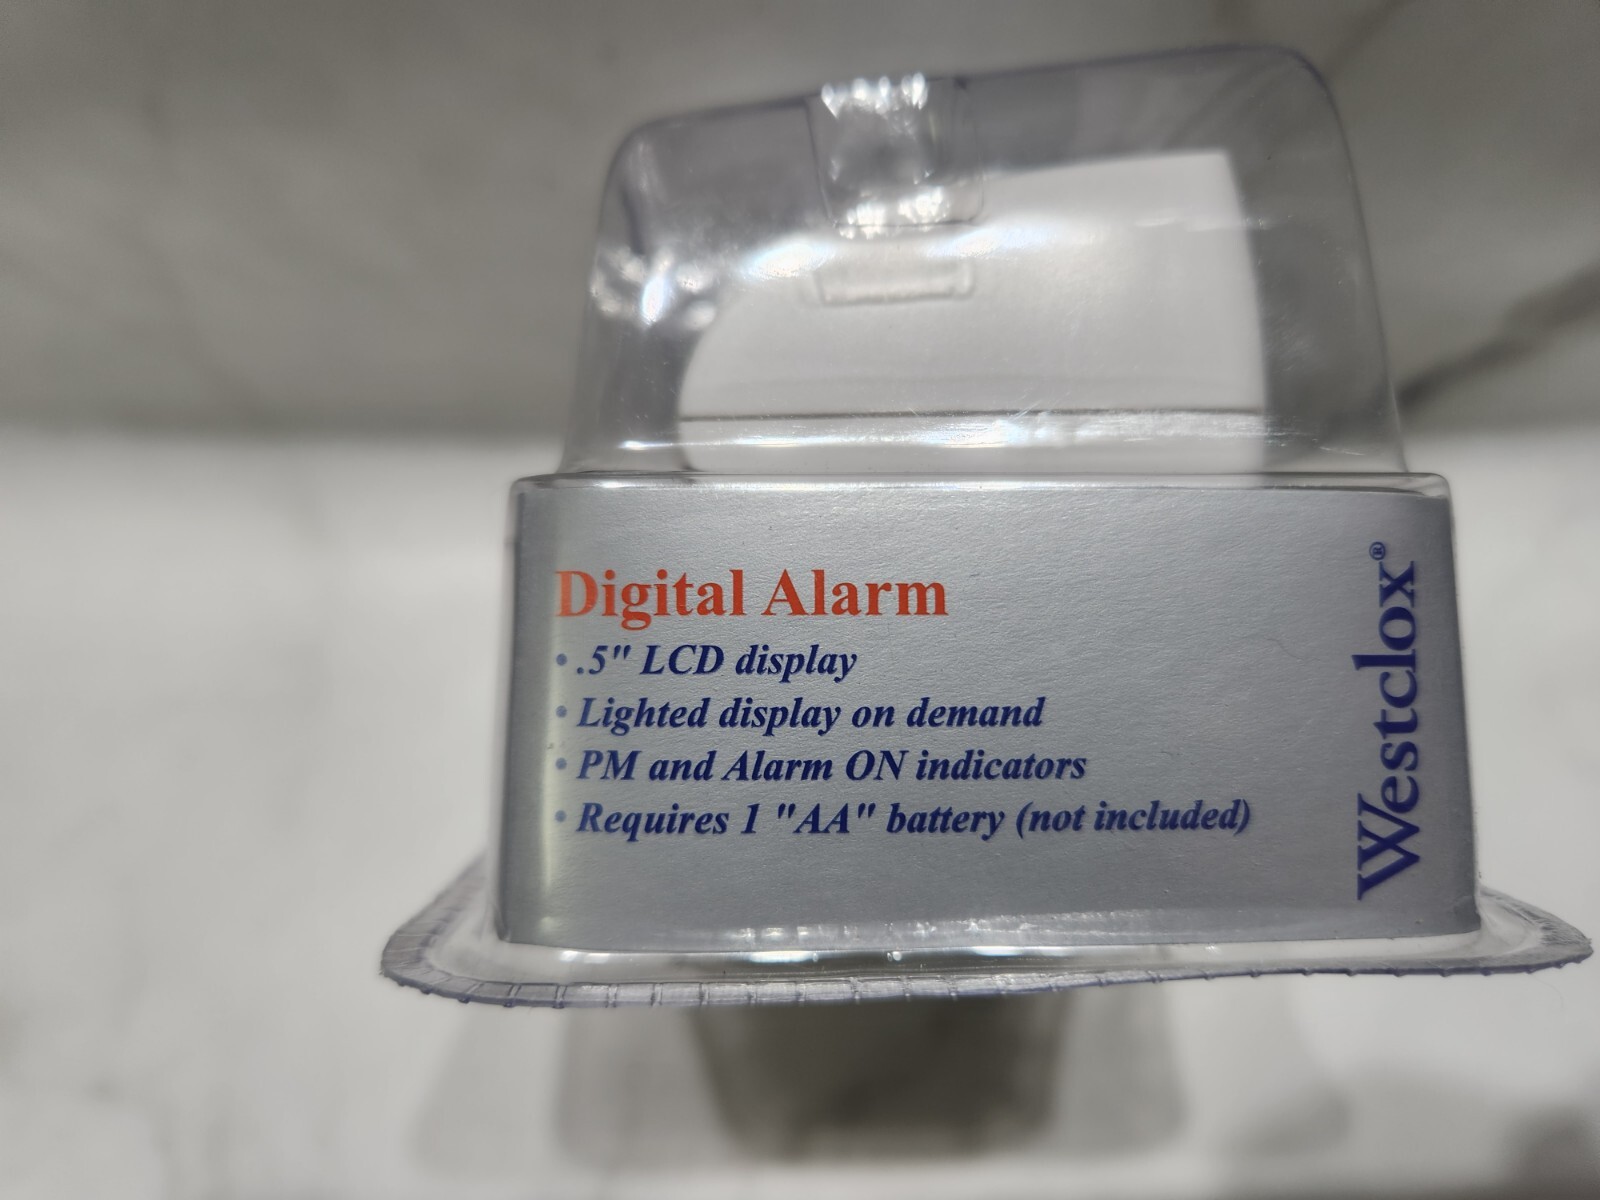 Digital Alarm
• .5" LCD display
• Lighted display on demand
• PM and Alarm ON indicators
• Requires 1 "AA" battery (not included)
Westclox®